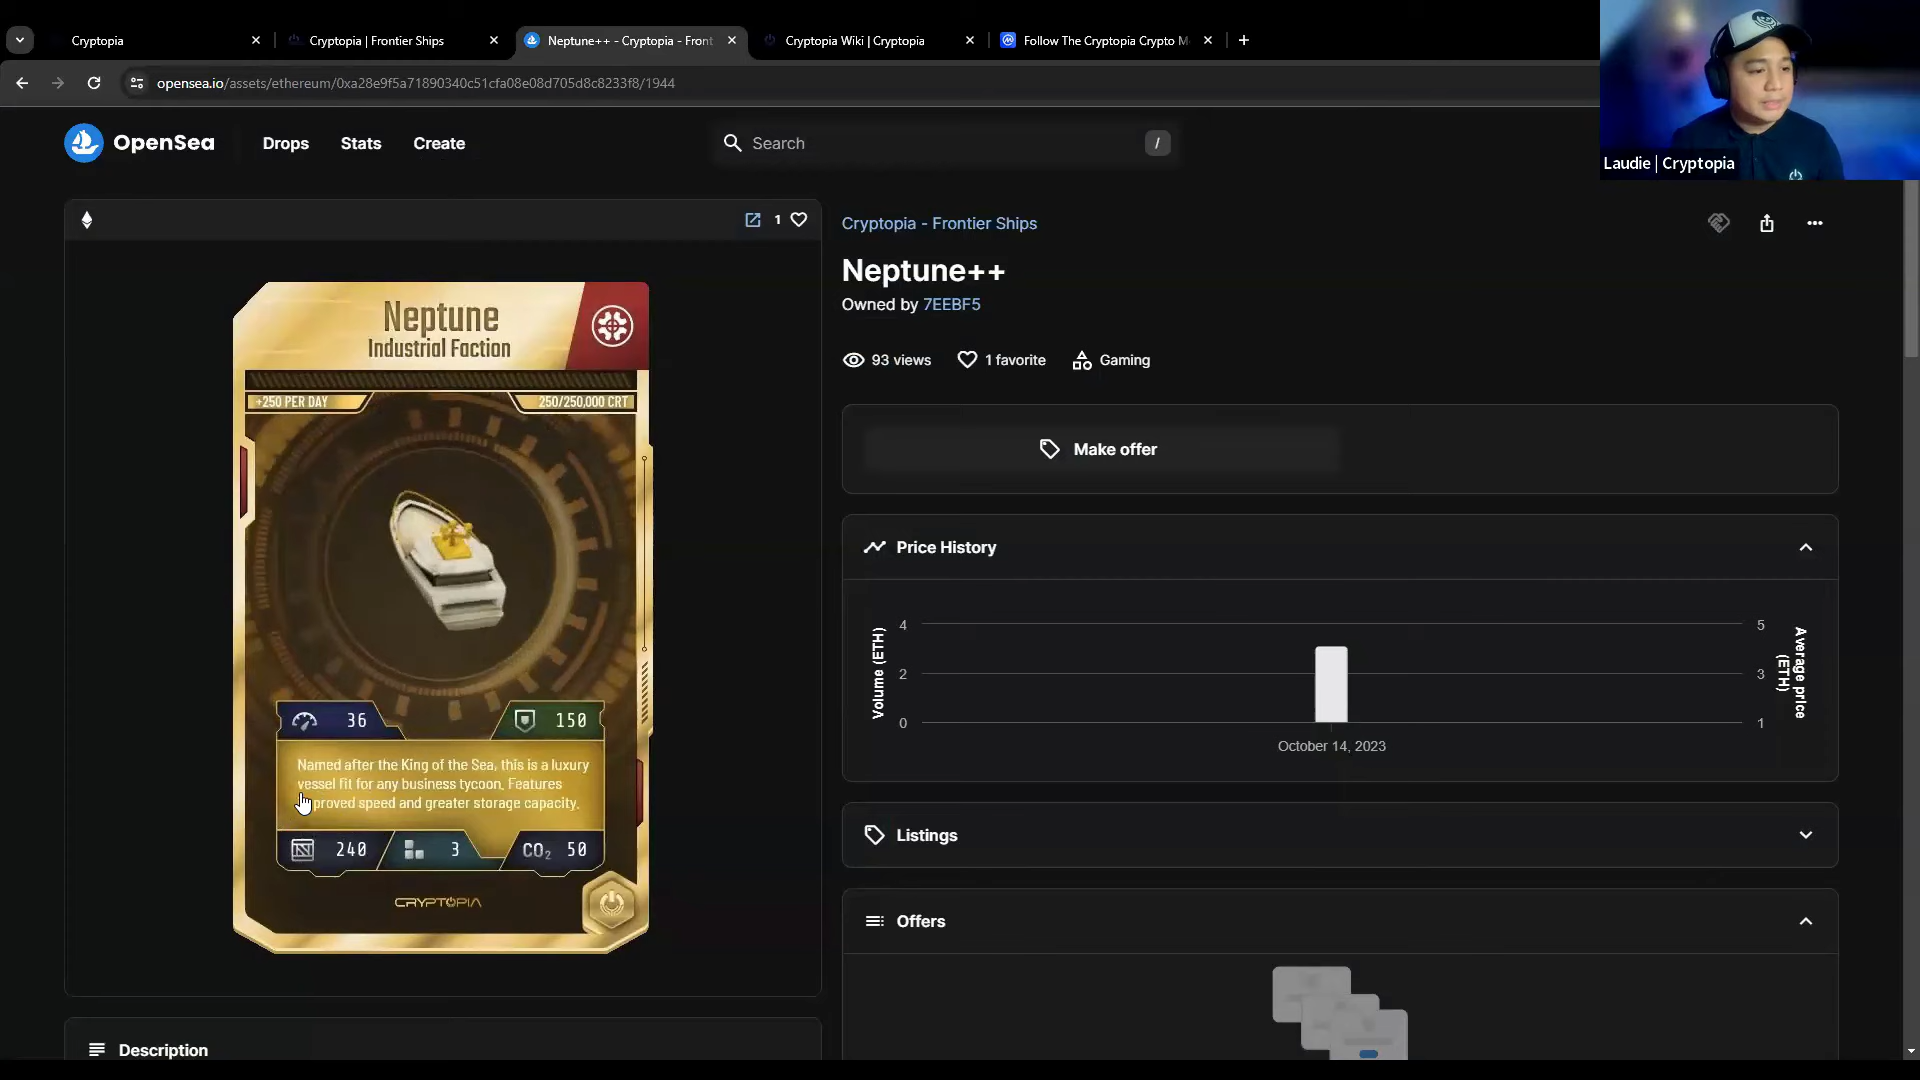 Cryptopia
Cryptopia | Frontier Ships
Neptune++ - Cryptopia - Front
Cryptopia Wiki | Cryptopia
Follow The Cryptopia Crypto M
opensea.io/assets/ethereum/0xa28e9f5a71890340c51cfa08e08d705d8c8233f8/1944
Laudie | Cryptopia
OpenSea
Drops
Stats
Create
Search
/
1
Neptune
Industrial Faction
+250 PER DAY
250/250,000 CRT
36
150
Named after the King of the Sea, this is a luxury
vessel fit for any business tycoon. Features
proved speed and greater storage capacity.
240
3
CO₂ 50
CRYPTOPIA
Description
Cryptopia - Frontier Ships
Neptune++
Owned by 7EEBF5
93 views
1 favorite
Gaming
Make offer
Price History
Volume (ETH)
4
2
0
5
3
1
Average price
(ETH)
October 14, 2023
Listings
Offers